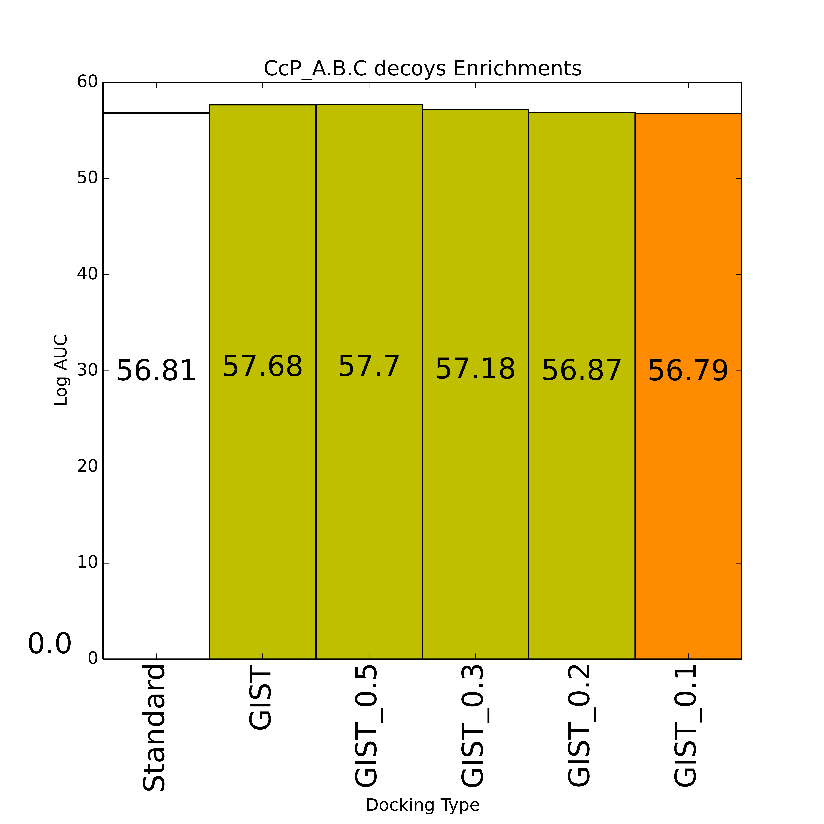 CcP_A.B.C decoys Enrichments
60
50
40
30
20
10
0
0.0
Log AUC
56.81
57.68
57.7
57.18
56.87
56.79
Standard
GIST
GIST_0.5
GIST_0.3
GIST_0.2
GIST_0.1
Docking Type